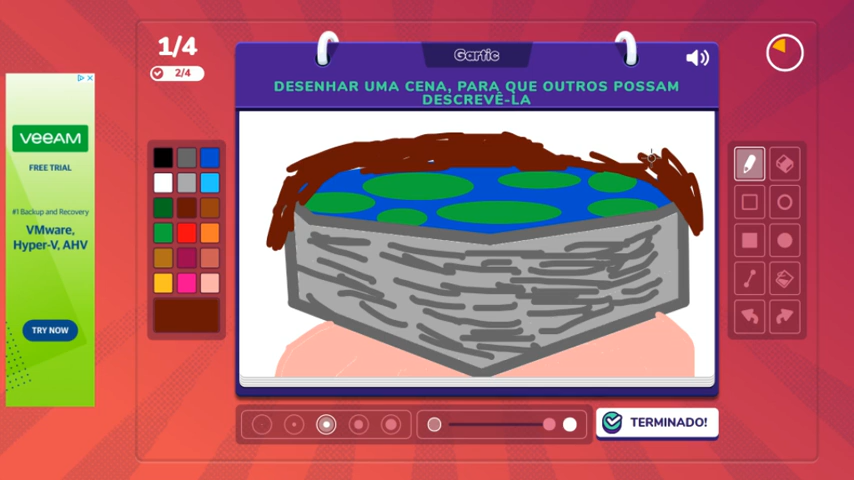 1/4
2/4
Gartic
DESENHAR UMA CENA, PARA QUE OUTROS POSSAM
DESCREVÊ-LA
veeAM
FREE TRIAL
#1 Backup and Recovery
VMware,
Hyper-V, AHV
TRY NOW
TERMINADO!